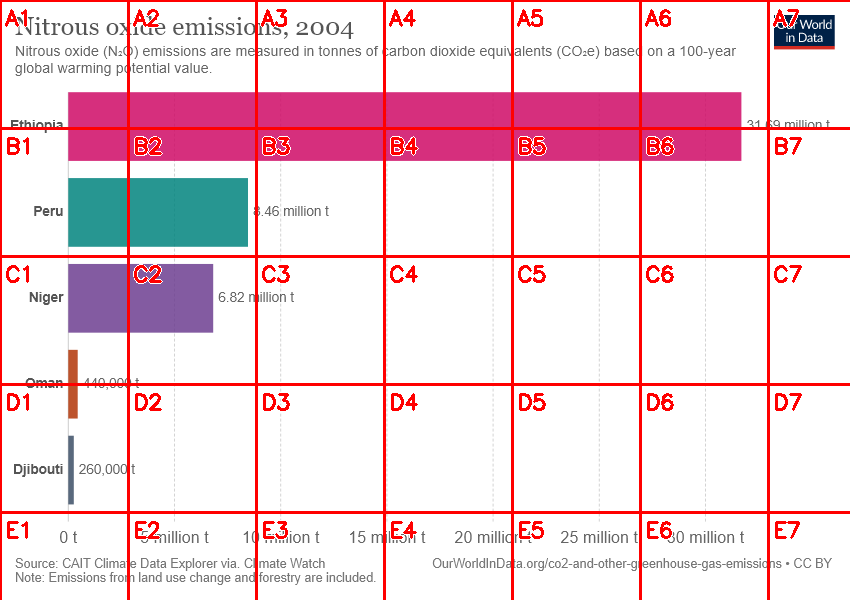 Nitrous oxide emissions, 2004
Our World
in Data
Nitrous oxide (N₂O) emissions are measured in tonnes of carbon dioxide equivalents (CO₂e) based on a 100-year
global warming potential value.
Ethiopia 31.69 million t
Peru 8.46 million t
Niger 6.82 million t
Oman 440,000 t
Djibouti 260,000 t
0 t 5 million t 10 million t 15 million t 20 million t 25 million t 30 million t
Source: CAIT Climate Data Explorer via. Climate Watch OurWorldInData.org/co2-and-other-greenhouse-gas-emissions • CC BY
Note: Emissions from land use change and forestry are included.
A1 A2 A3 A4 A5 A6 A7
B1 B2 B3 B4 B5 B6 B7
C1 C2 C3 C4 C5 C6 C7
D1 D2 D3 D4 D5 D6 D7
E1 E2 E3 E4 E5 E6 E7